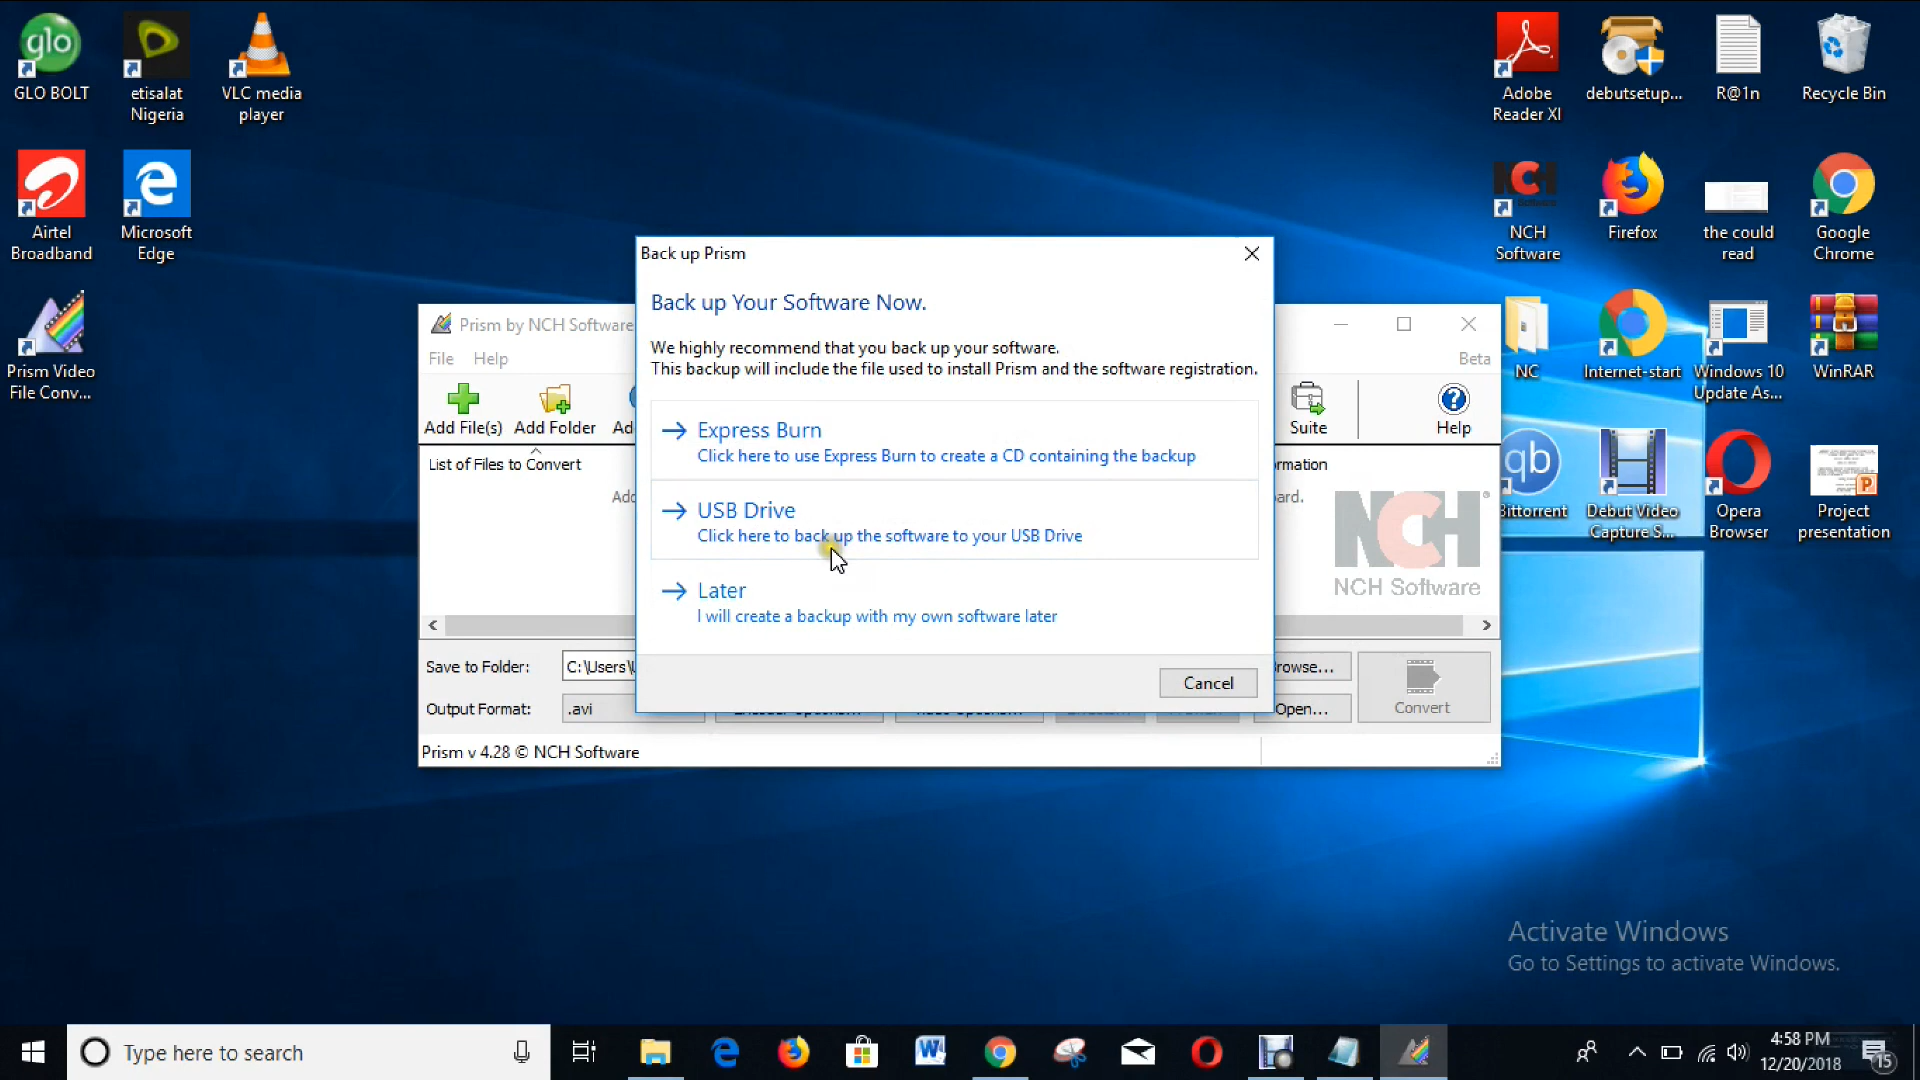 GLO BOLT
etisalat
Nigeria
VLC media
player
Airtel
Broadband
Microsoft
Edge
Prism Video
File Conv...
Adobe
Reader XI
debutsetup...
R@1n
Recycle Bin
NCH
Software
Firefox
the could
read
Google
Chrome
NC
Internet-start
Windows 10
Update As...
WinRAR
Bittorrent
Debut Video
Capture S...
Opera
Browser
Project
presentation
Prism by NCH Software
File Help
Beta
Add File(s) Add Folder
Suite
Help
List of Files to Convert
NCH
NCH Software
Save to Folder: C:\Users\
Browse...
Output Format: .avi
Open...
Convert
Prism v 4.28 © NCH Software
Back up Prism
Back up Your Software Now.
We highly recommend that you back up your software.
This backup will include the file used to install Prism and the software registration.
Express Burn
Click here to use Express Burn to create a CD containing the backup
USB Drive
Click here to back up the software to your USB Drive
Later
I will create a backup with my own software later
Cancel
Activate Windows
Go to Settings to activate Windows.
Type here to search
4:58 PM
12/20/2018
15